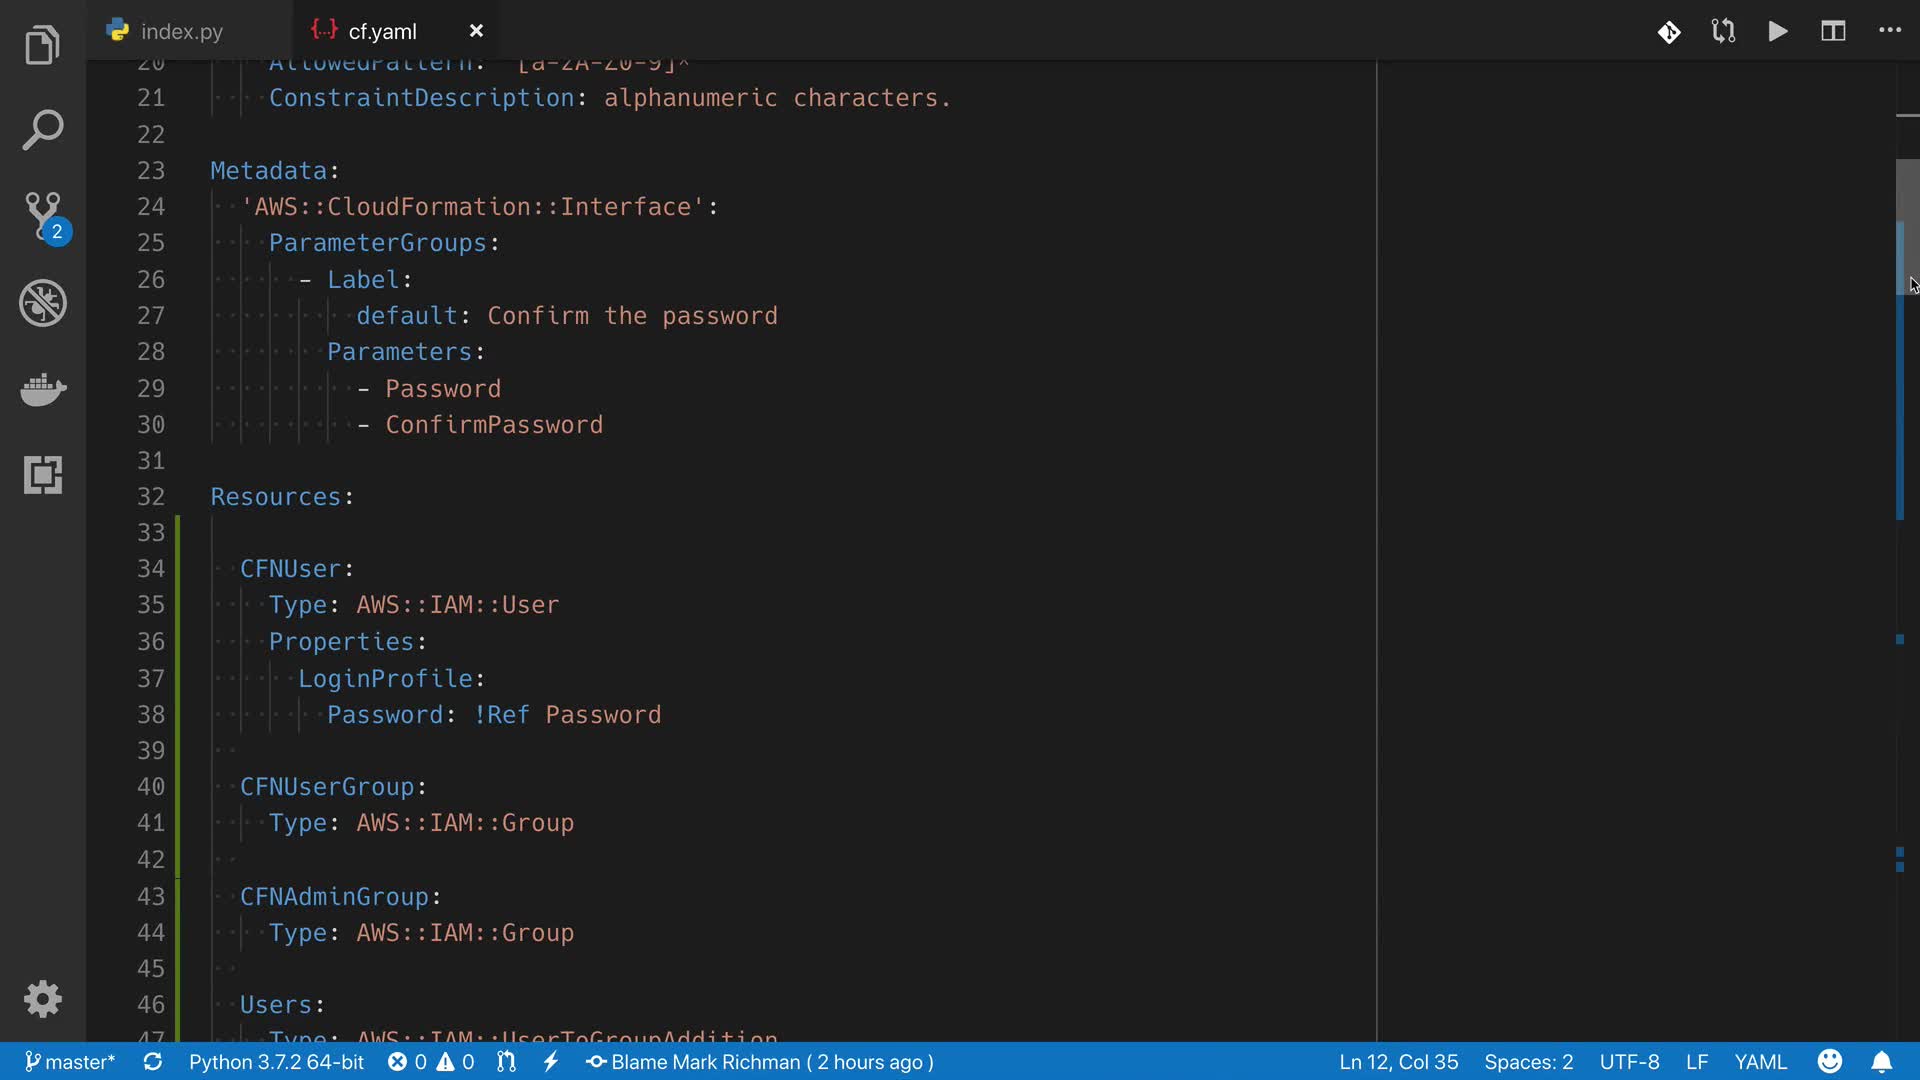 index.py
cf.yaml
20 AllowedPattern:
21 ConstraintDescription: alphanumeric characters.
22
23 Metadata:
24 'AWS::CloudFormation::Interface':
25 ParameterGroups:
26 - Label:
27 default: Confirm the password
28 Parameters:
29 - Password
30 - ConfirmPassword
31
32 Resources:
33
34 CFNUser:
35 Type: AWS::IAM::User
36 Properties:
37 LoginProfile:
38 Password: !Ref Password
39
40 CFNUserGroup:
41 Type: AWS::IAM::Group
42
43 CFNAdminGroup:
44 Type: AWS::IAM::Group
45
46 Users:
47 Type: AWS::IAM::UserToGroupAddition
2
master* Python 3.7.2 64-bit 0 0 Blame Mark Richman ( 2 hours ago ) Ln 12, Col 35 Spaces: 2 UTF-8 LF YAML